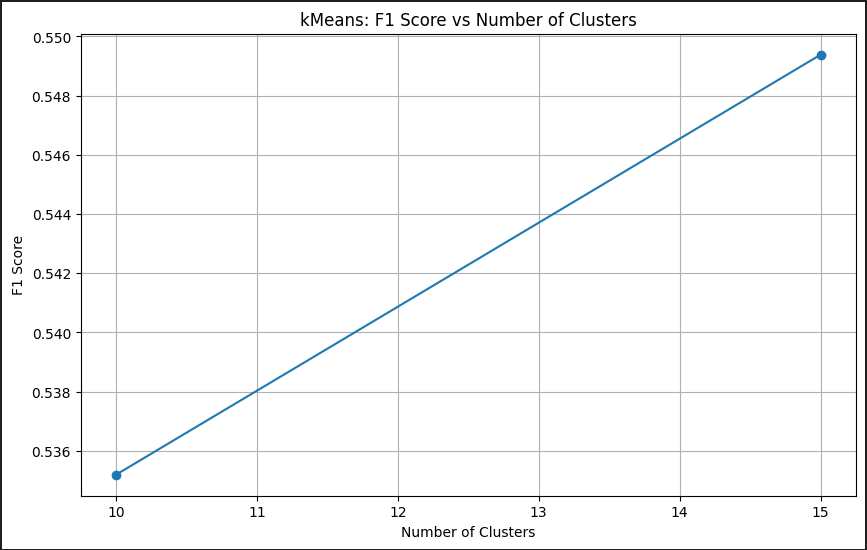 kMeans: F1 Score vs Number of Clusters
0.550
0.548
0.546
0.544
0.542
0.540
0.538
0.536
F1 Score
10 11 12 13 14 15
Number of Clusters